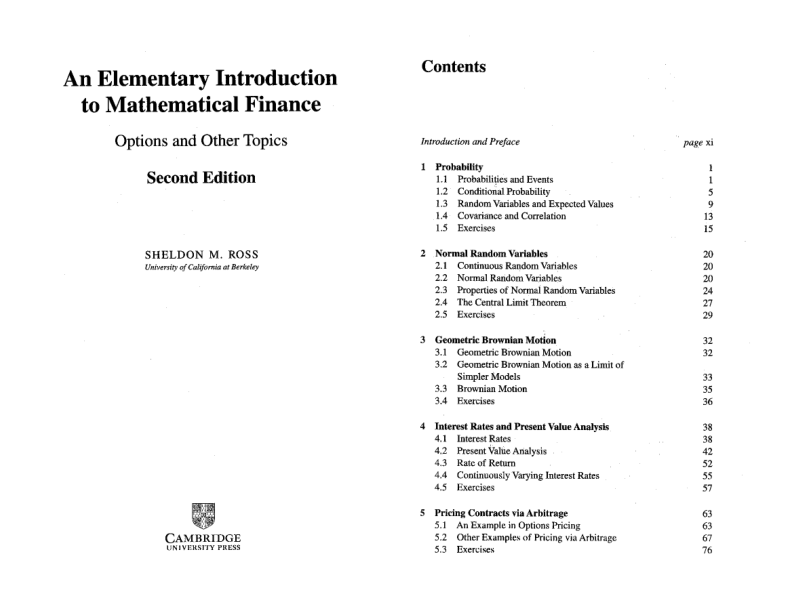 An Elementary Introduction
to Mathematical Finance
Options and Other Topics
Second Edition
SHELDON M. ROSS
University of California at Berkeley
CAMBRIDGE
UNIVERSITY PRESS
Contents
Introduction and Preface page xi
1 Probability 1
1.1 Probabilities and Events 1
1.2 Conditional Probability 5
1.3 Random Variables and Expected Values 9
1.4 Covariance and Correlation 13
1.5 Exercises 15
2 Normal Random Variables 20
2.1 Continuous Random Variables 20
2.2 Normal Random Variables 20
2.3 Properties of Normal Random Variables 24
2.4 The Central Limit Theorem 27
2.5 Exercises 29
3 Geometric Brownian Motion 32
3.1 Geometric Brownian Motion 32
3.2 Geometric Brownian Motion as a Limit of
Simpler Models 33
3.3 Brownian Motion 35
3.4 Exercises 36
4 Interest Rates and Present Value Analysis 38
4.1 Interest Rates 38
4.2 Present Value Analysis 42
4.3 Rate of Return 52
4.4 Continuously Varying Interest Rates 55
4.5 Exercises 57
5 Pricing Contracts via Arbitrage 63
5.1 An Example in Options Pricing 63
5.2 Other Examples of Pricing via Arbitrage 67
5.3 Exercises 76